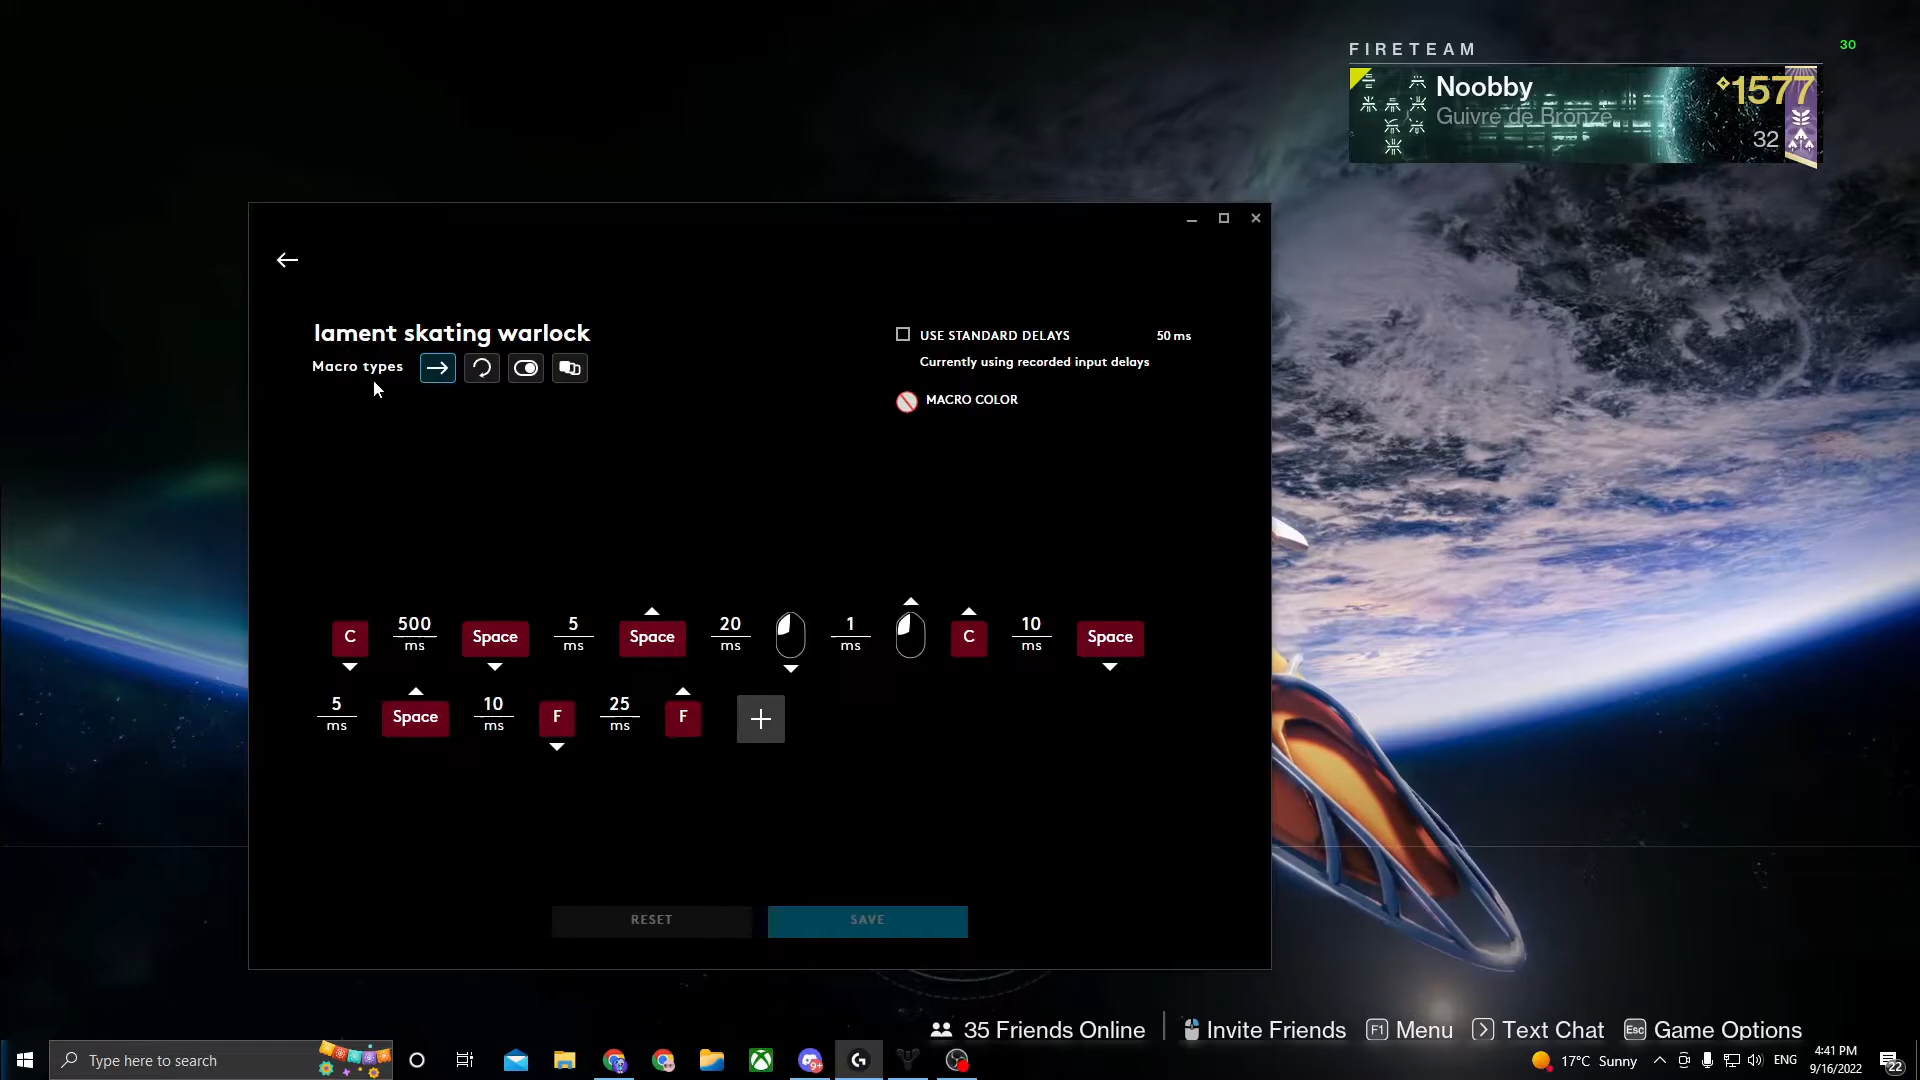 FIRETEAM
30
Noobby
1577
Guivre de Bronze
32
lament skating warlock
Macro types
USE STANDARD DELAYS
50 ms
Currently using recorded input delays
MACRO COLOR
C 500 ms Space 5 ms Space 20 ms 1 ms C 10 ms Space
5 ms Space 10 ms F 25 ms F
RESET
SAVE
35 Friends Online
Invite Friends
F1 Menu
Text Chat
Esc Game Options
Type here to search
9+
17°C Sunny
ENG
4:41 PM
9/16/2022
22